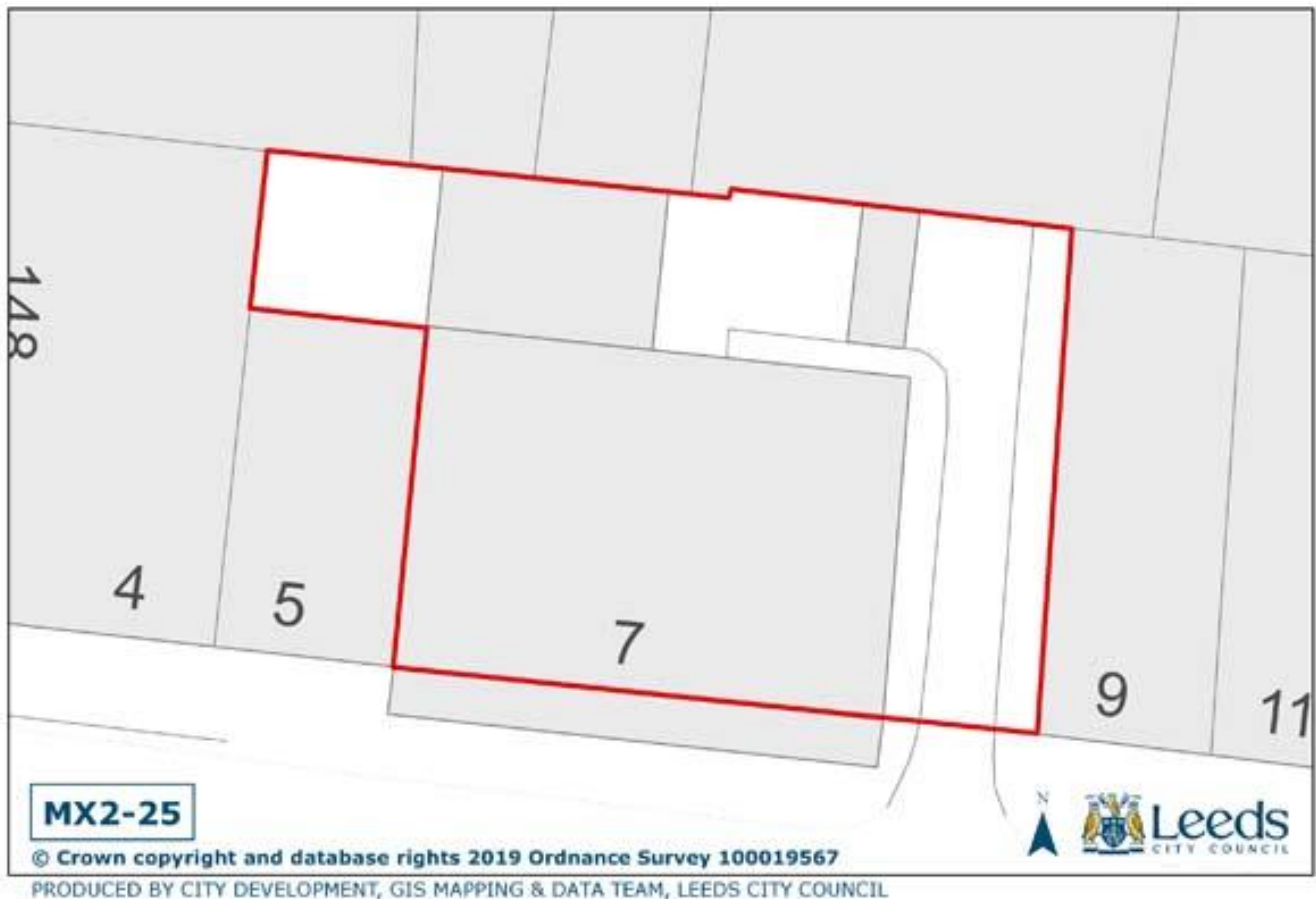 148
4
5
7
9
11
MX2-25
N
Leeds
CITY COUNCIL
© Crown copyright and database rights 2019 Ordnance Survey 100019567
PRODUCED BY CITY DEVELOPMENT, GIS MAPPING & DATA TEAM, LEEDS CITY COUNCIL